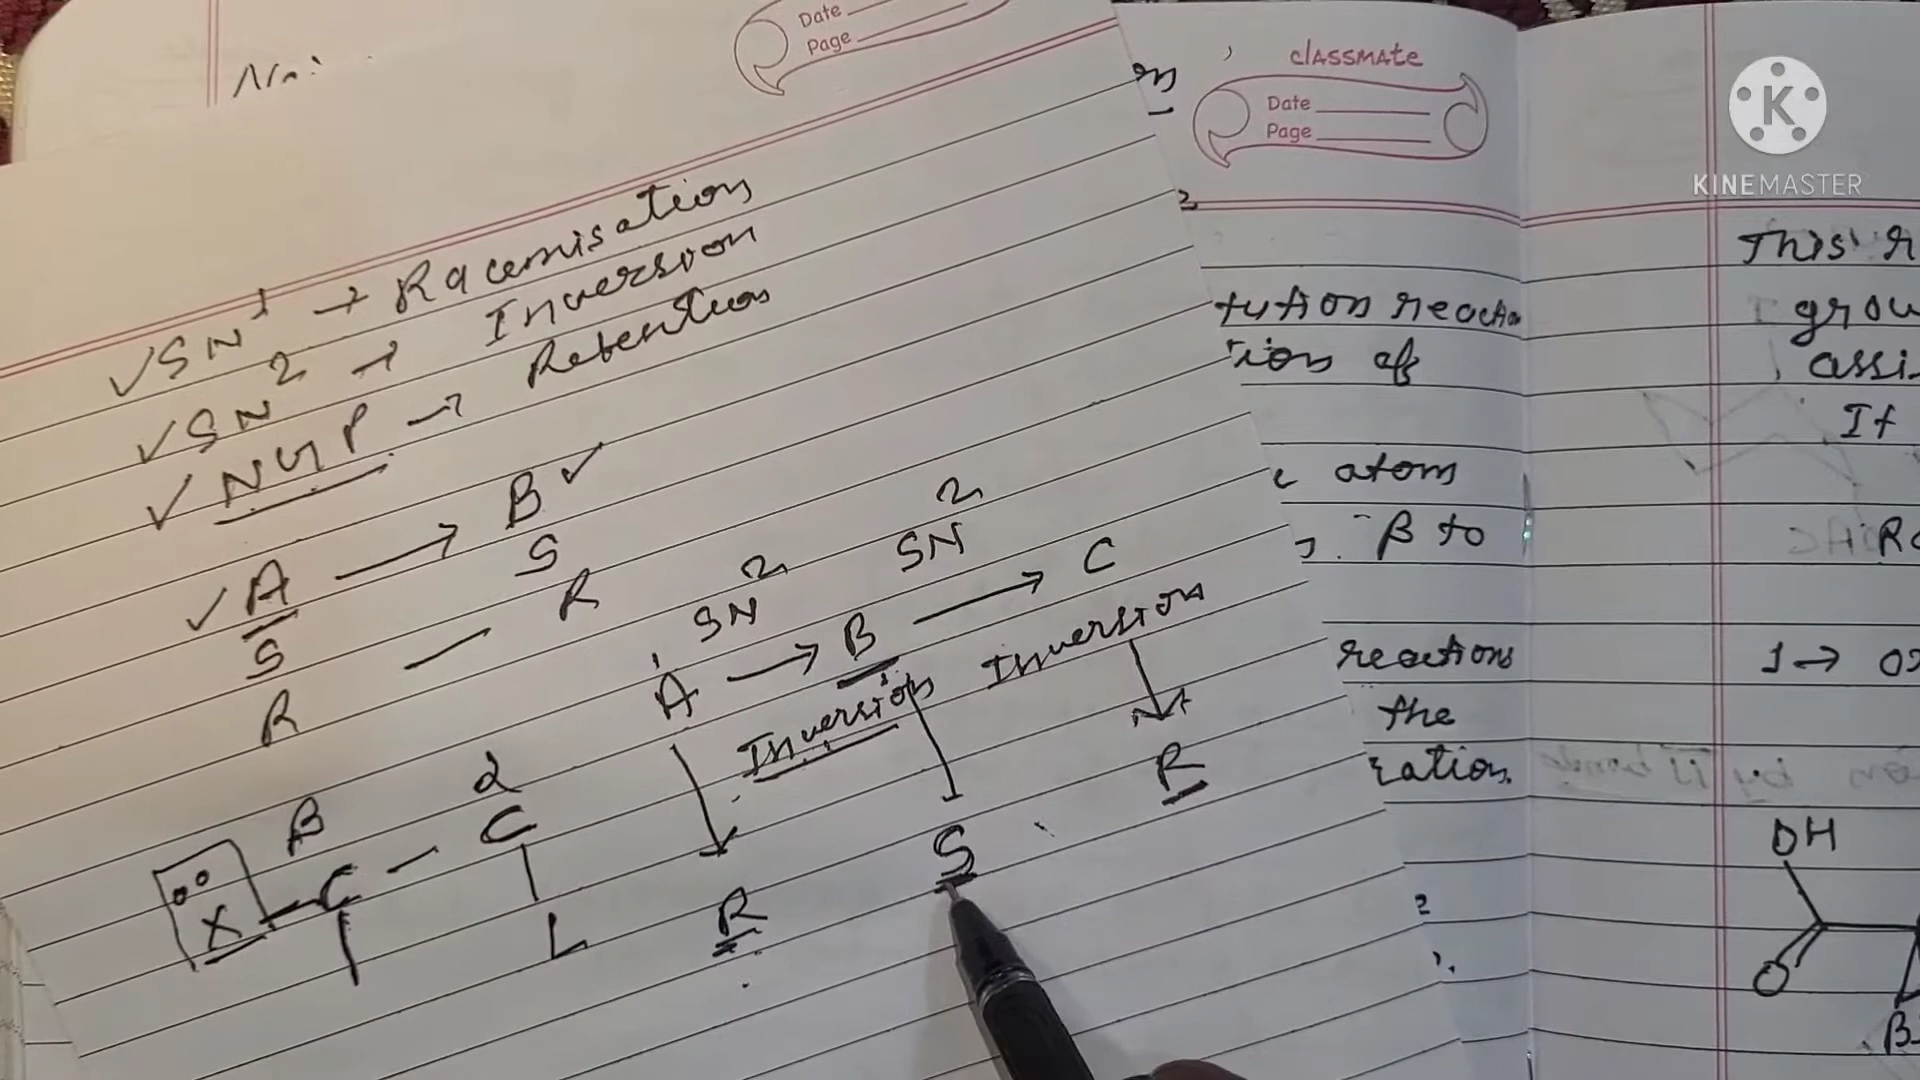 Date
Page
SN1 → Racemisation
SN2 → Inversion
NGP → Retention
A → B
S S
R — R
SN2 SN2
A → B → C
Inversion Inversion
R S R
β α
X — C — C
L
classmate
Date
Page
tution reaction
tion of
atom
β to
reactions
the
ration.
This
grou
assi
If
1 →
OH
O
B
K
KINEMASTER